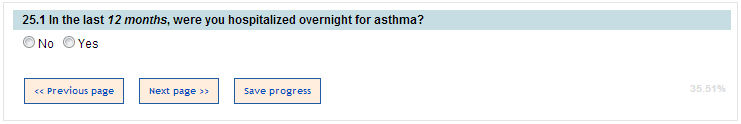 25.1 In the last 12 months, were you hospitalized overnight for asthma?
No Yes
<< Previous page Next page >> Save progress 35.51%